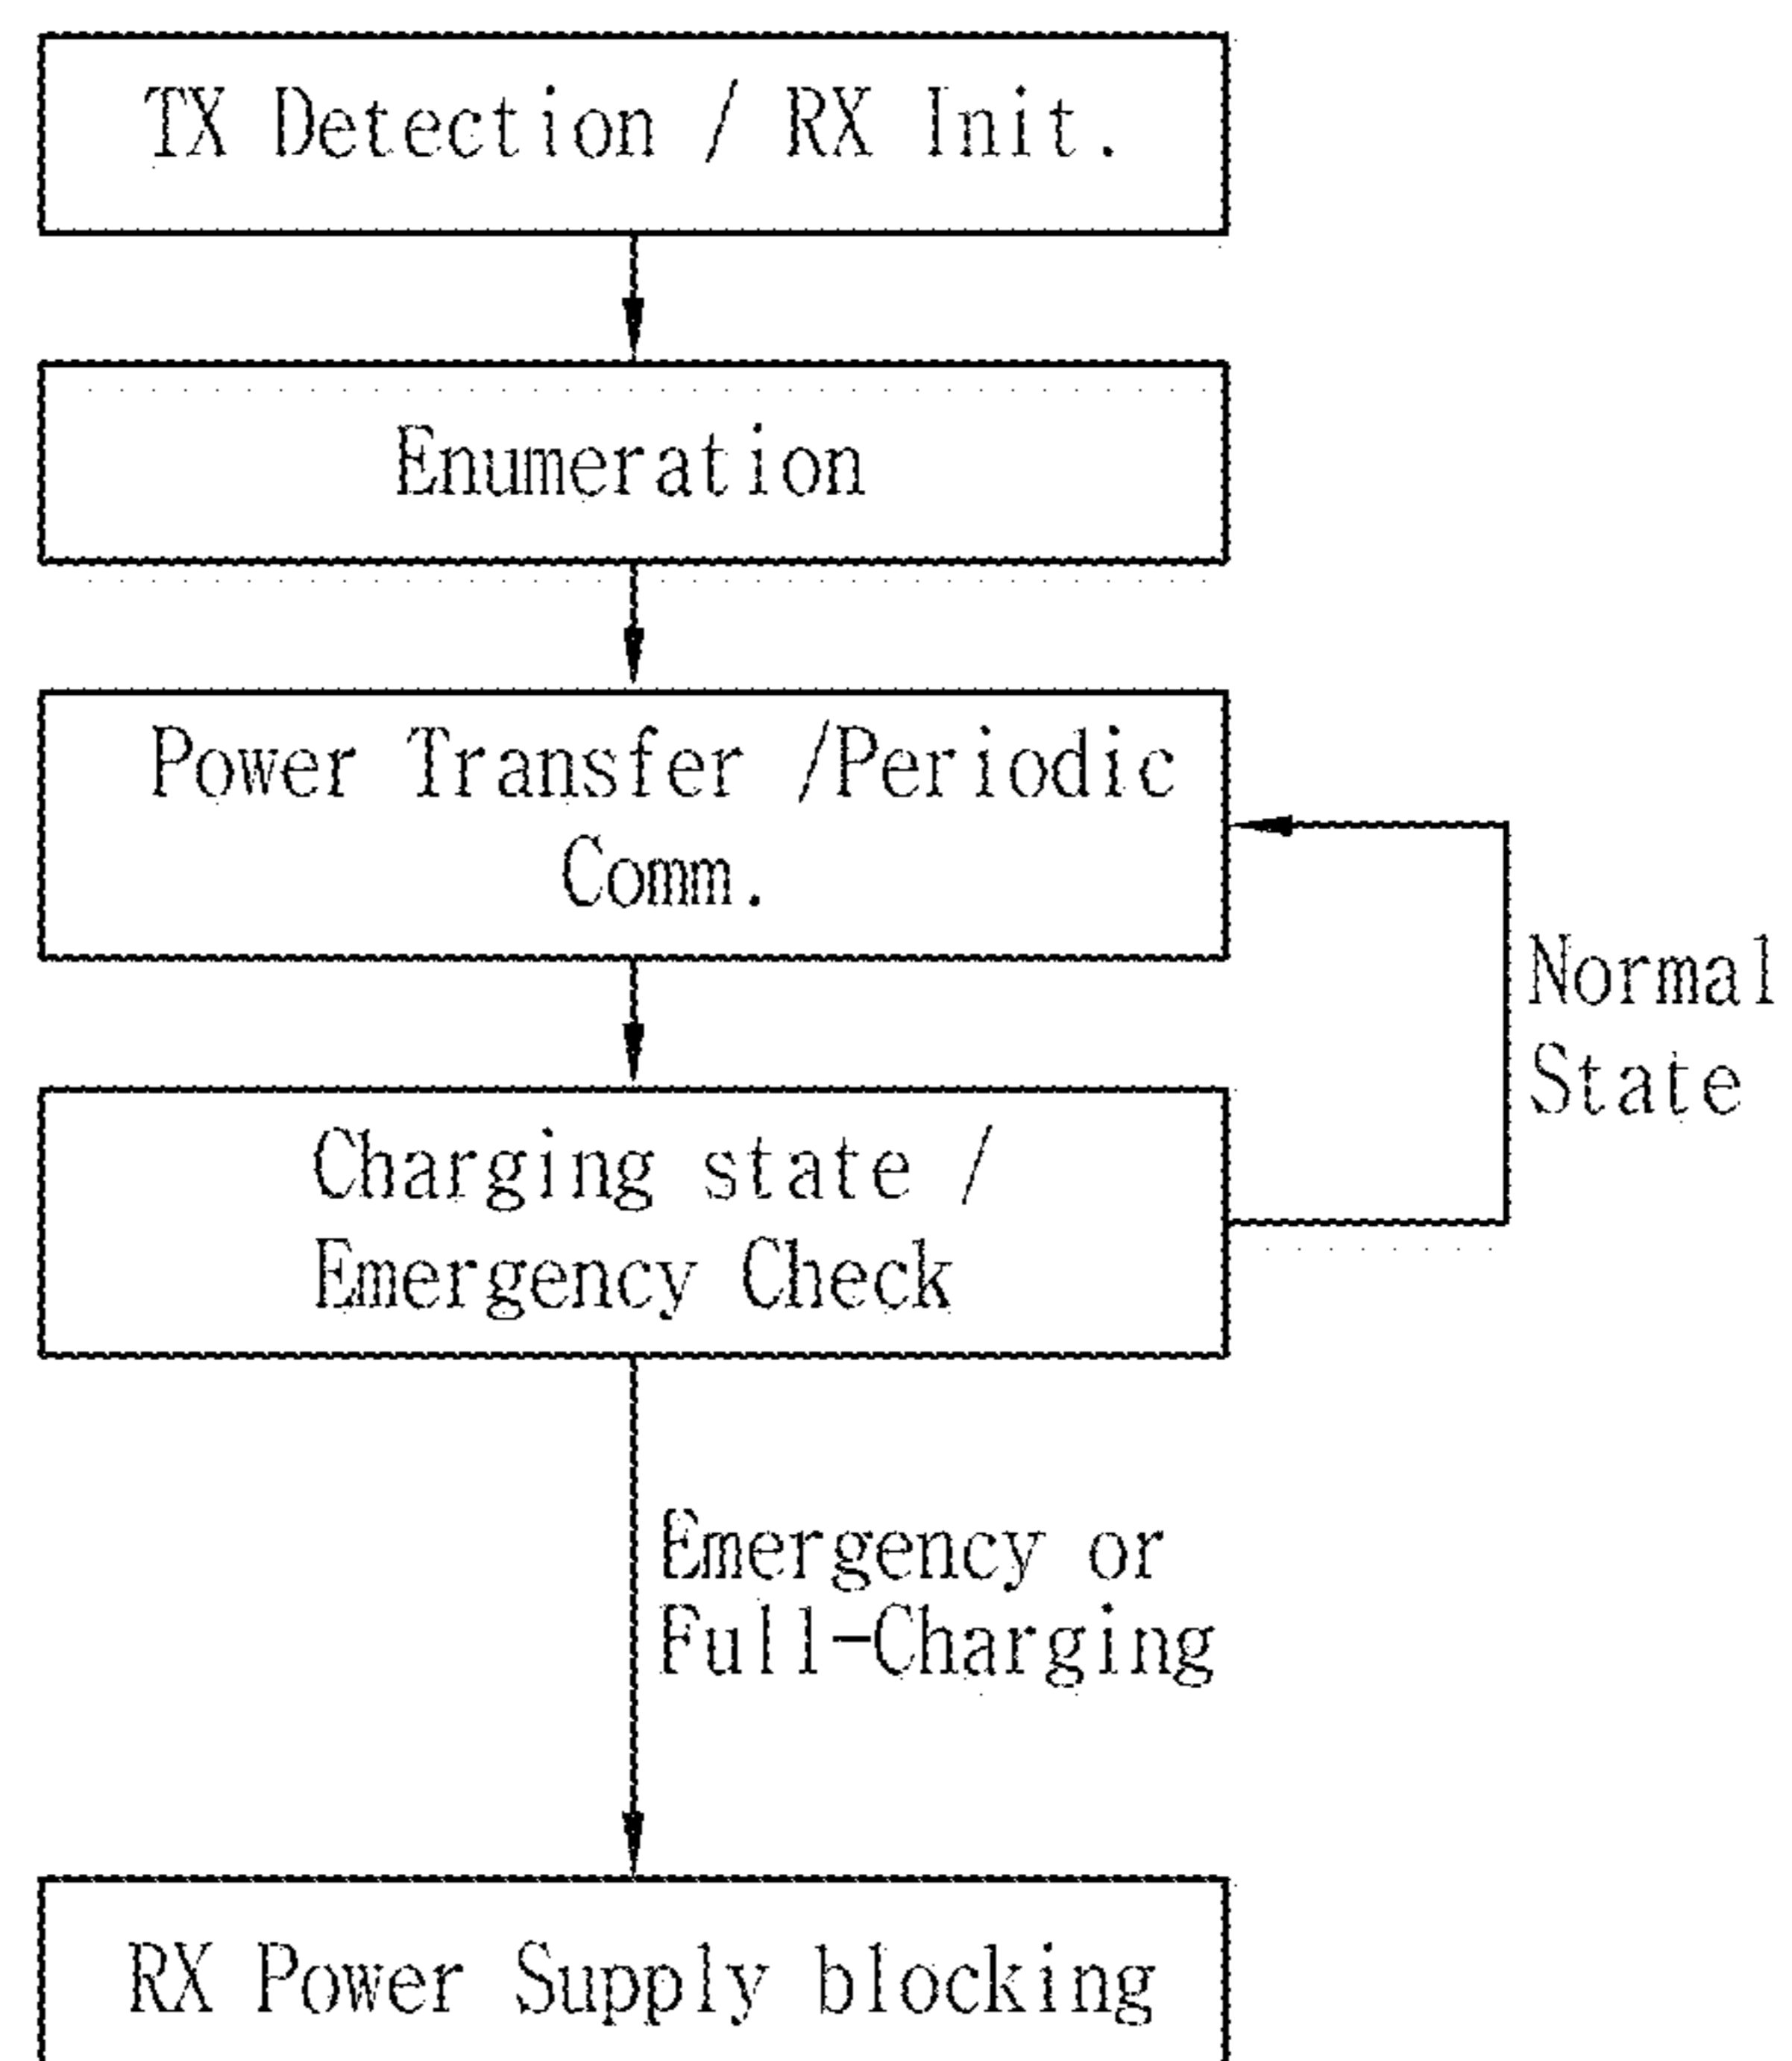 TX Detection / RX Init.
Enumeration
Power Transfer /Periodic
Comm.
Normal
State
Charging state /
Emergency Check
Emergency or
Full-Charging
RX Power Supply blocking